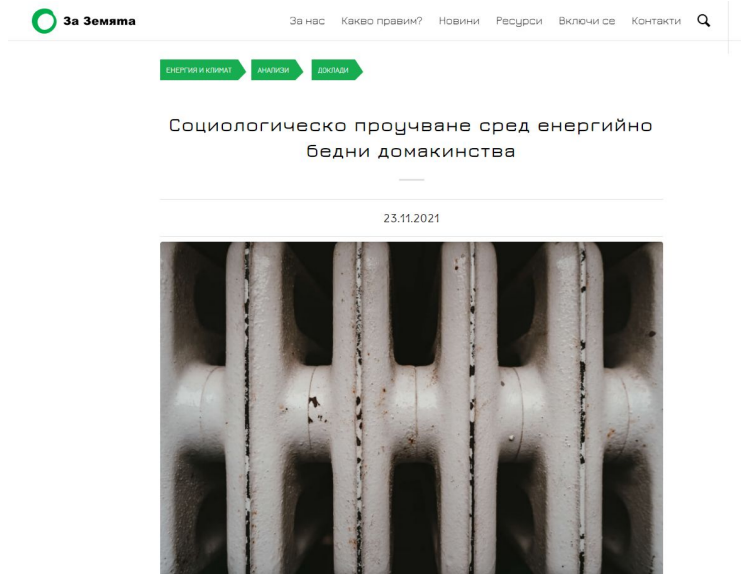 За Земята
За нас Какво правим? Новини Ресурси Включи се Контакти
ЕНЕРГИЯ И КЛИМАТ АНАЛИЗИ ДОКЛАДИ
Социологическо проучване сред енергийно
бедни домакинства
23.11.2021